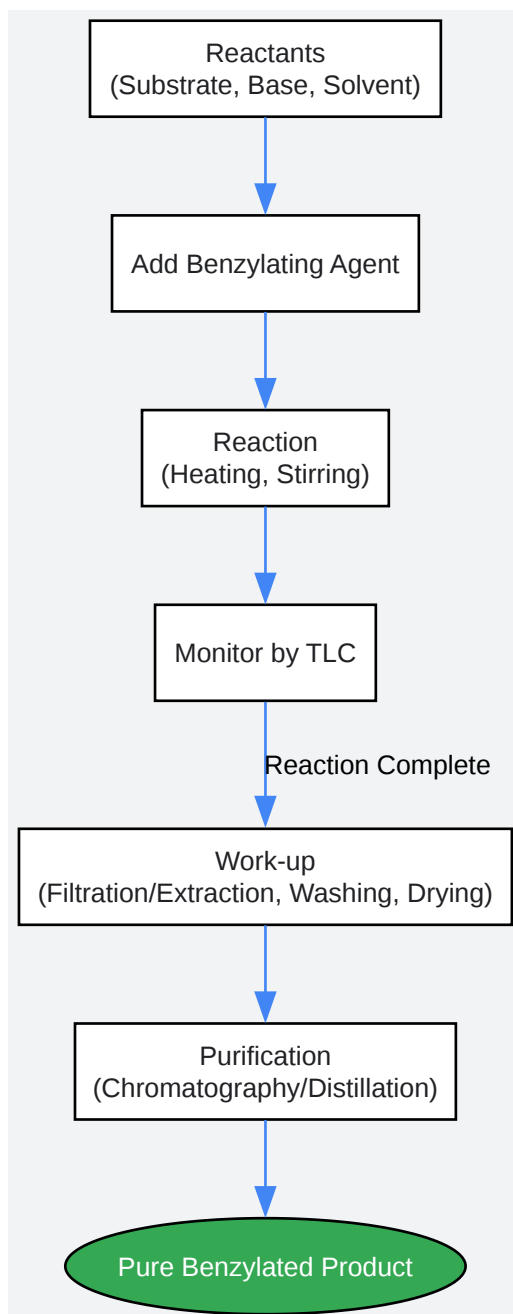 Reactants
(Substrate, Base, Solvent)
Add Benzylating Agent
Reaction
(Heating, Stirring)
Monitor by TLC
Reaction Complete
Work-up
(Filtration/Extraction, Washing, Drying)
Purification
(Chromatography/Distillation)
Pure Benzylated Product